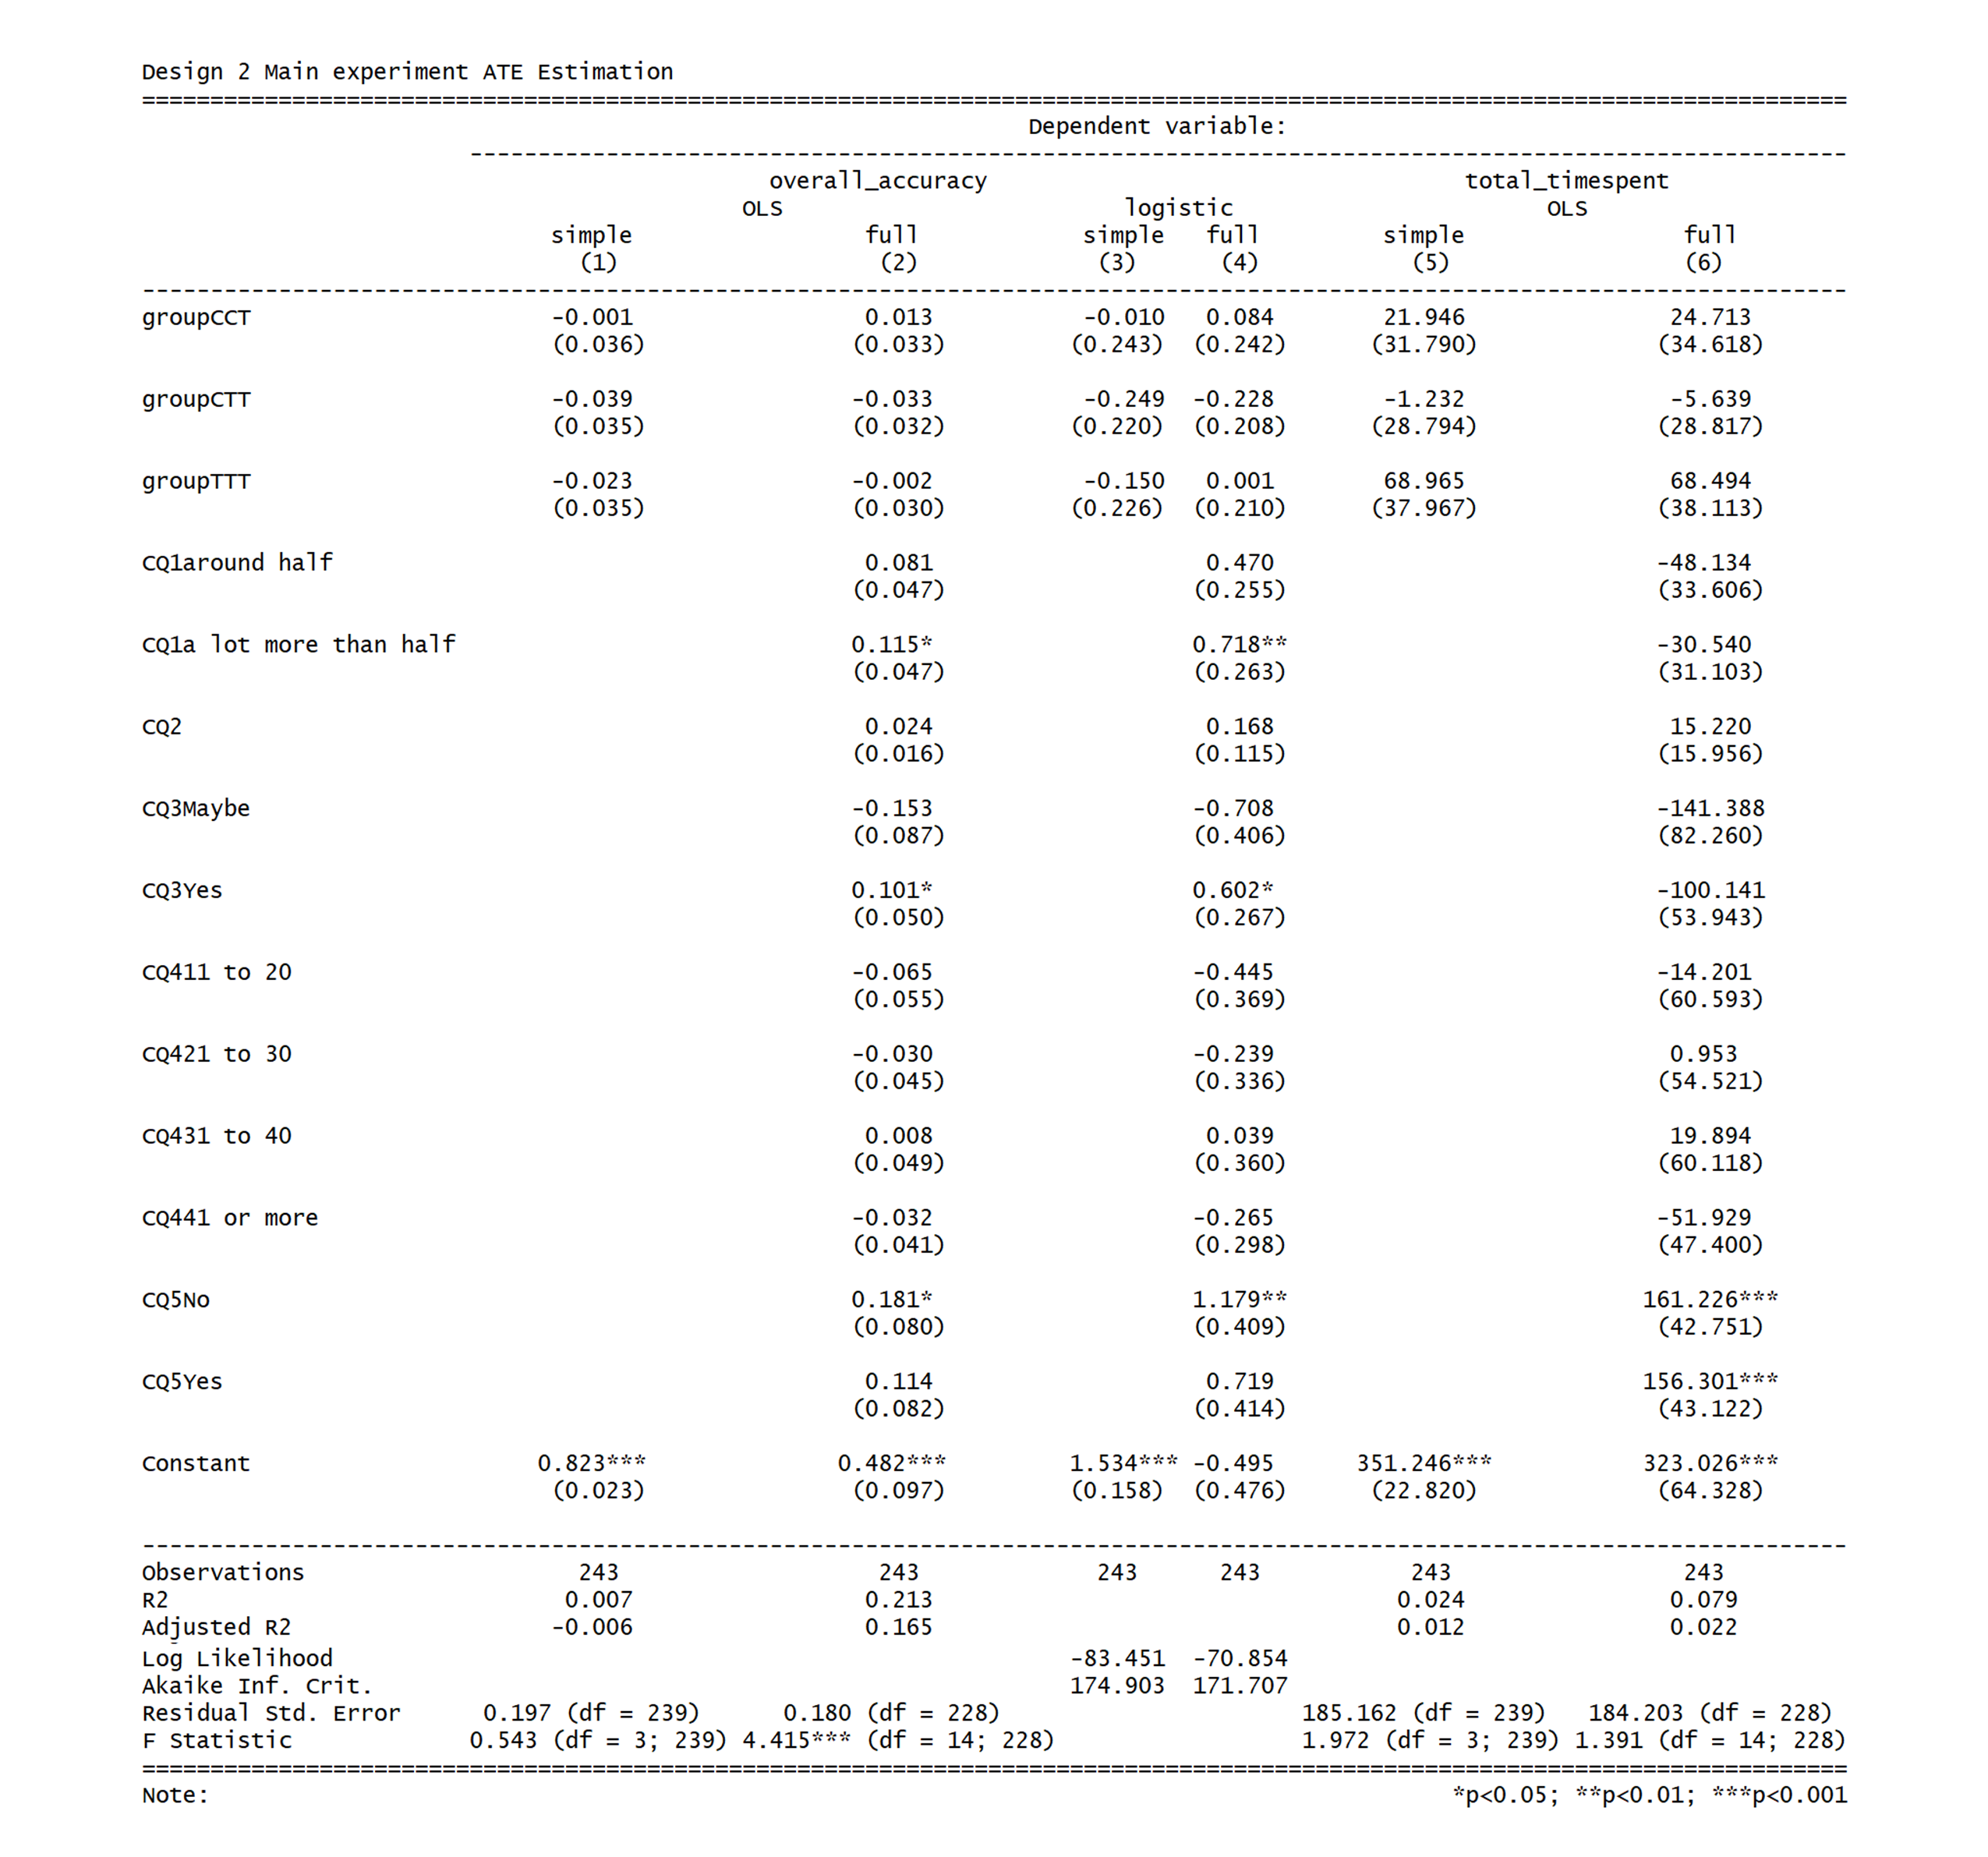 Design 2 Main experiment ATE Estimation
=============================================================================================================================
Dependent variable:
-----------------------------------------------------------------------------------------------------
overall_accuracy total_timespent
OLS logistic OLS
simple full simple full simple full
(1) (2) (3) (4) (5) (6)
-----------------------------------------------------------------------------------------------------------------------------
groupCCT -0.001 0.013 -0.010 0.084 21.946 24.713
(0.036) (0.033) (0.243) (0.242) (31.790) (34.618)
groupCTT -0.039 -0.033 -0.249 -0.228 -1.232 -5.639
(0.035) (0.032) (0.220) (0.208) (28.794) (28.817)
groupTTT -0.023 -0.002 -0.150 0.001 68.965 68.494
(0.035) (0.030) (0.226) (0.210) (37.967) (38.113)
CQ1around half 0.081 0.470 -48.134
(0.047) (0.255) (33.606)
CQ1a lot more than half 0.115* 0.718** -30.540
(0.047) (0.263) (31.103)
CQ2 0.024 0.168 15.220
(0.016) (0.115) (15.956)
CQ3Maybe -0.153 -0.708 -141.388
(0.087) (0.406) (82.260)
CQ3Yes 0.101* 0.602* -100.141
(0.050) (0.267) (53.943)
CQ411 to 20 -0.065 -0.445 -14.201
(0.055) (0.369) (60.593)
CQ421 to 30 -0.030 -0.239 0.953
(0.045) (0.336) (54.521)
CQ431 to 40 0.008 0.039 19.894
(0.049) (0.360) (60.118)
CQ441 or more -0.032 -0.265 -51.929
(0.041) (0.298) (47.400)
CQ5No 0.181* 1.179** 161.226***
(0.080) (0.409) (42.751)
CQ5Yes 0.114 0.719 156.301***
(0.082) (0.414) (43.122)
Constant 0.823*** 0.482*** 1.534*** -0.495 351.246*** 323.026***
(0.023) (0.097) (0.158) (0.476) (22.820) (64.328)
-----------------------------------------------------------------------------------------------------------------------------
Observations 243 243 243 243 243 243
R2 0.007 0.213 0.024 0.079
Adjusted R2 -0.006 0.165 0.012 0.022
Log Likelihood -83.451 -70.854
Akaike Inf. Crit. 174.903 171.707
Residual Std. Error 0.197 (df = 239) 0.180 (df = 228) 185.162 (df = 239) 184.203 (df = 228)
F Statistic 0.543 (df = 3; 239) 4.415*** (df = 14; 228) 1.972 (df = 3; 239) 1.391 (df = 14; 228)
=============================================================================================================================
Note: *p<0.05; **p<0.01; ***p<0.001